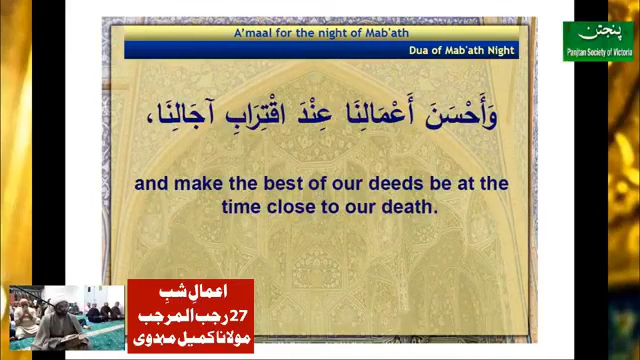 A'maal for the night of Mab'ath
Dua of Mab'ath Night
وَأَحْسَنَ أَعْمَالِنَا عِنْدَ اقْتِرَابِ آجَالِنَا،
and make the best of our deeds be at the
time close to our death.
پنجتن
Panjtan Society of Victoria
اعمالِ شبِ
27 رجب المرجب
مولانا کمیل مہدوی